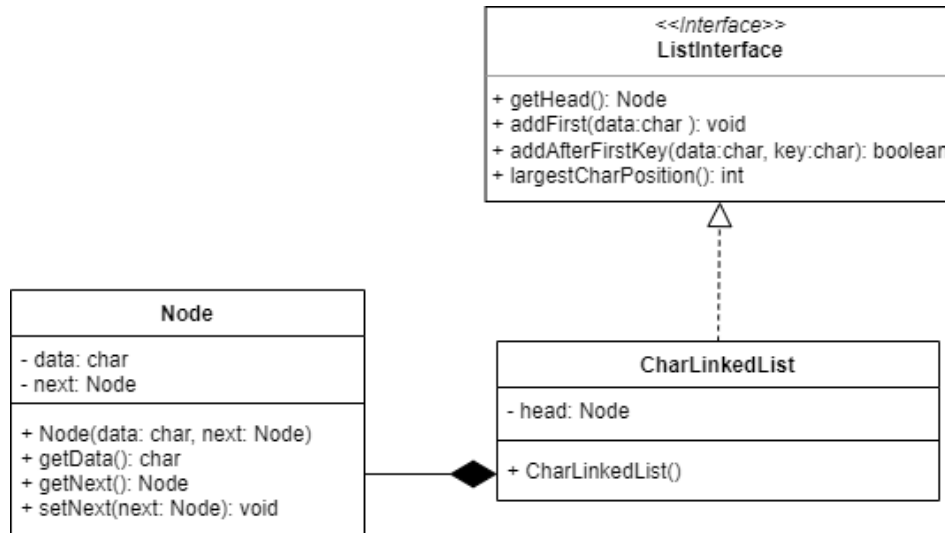 <<Interface>>
ListInterface
+ getHead(): Node
+ addFirst(data:char ): void
+ addAfterFirstKey(data:char, key:char): boolean
+ largestCharPosition(): int
Node
- data: char
- next: Node
+ Node(data: char, next: Node)
+ getData(): char
+ getNext(): Node
+ setNext(next: Node): void
CharLinkedList
- head: Node
+ CharLinkedList()